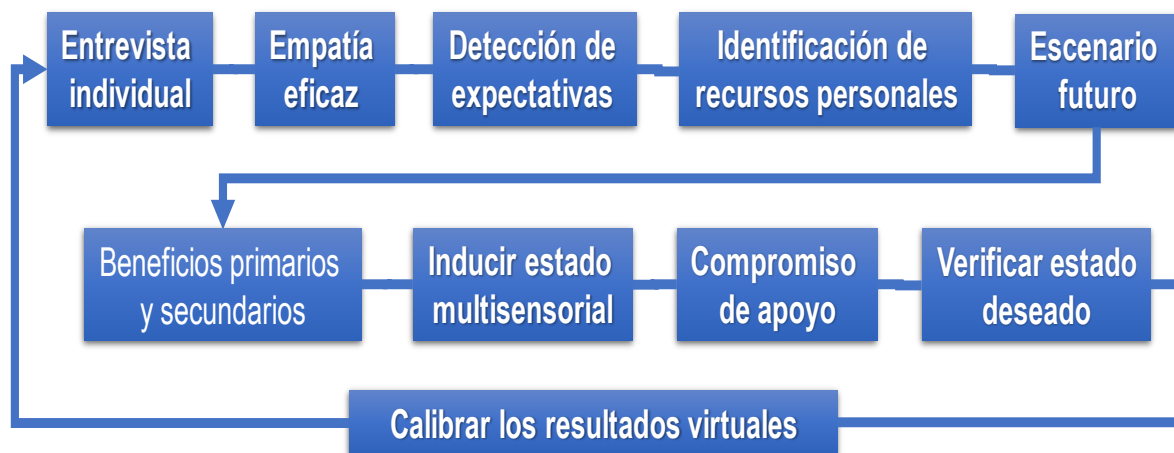 Entrevista
individual
Empatía
eficaz
Detección de
expectativas
Identificación de
recursos personales
Escenario
futuro
Beneficios primarios
y secundarios
Inducir estado
multisensorial
Compromiso
de apoyo
Verificar estado
deseado
Calibrar los resultados virtuales